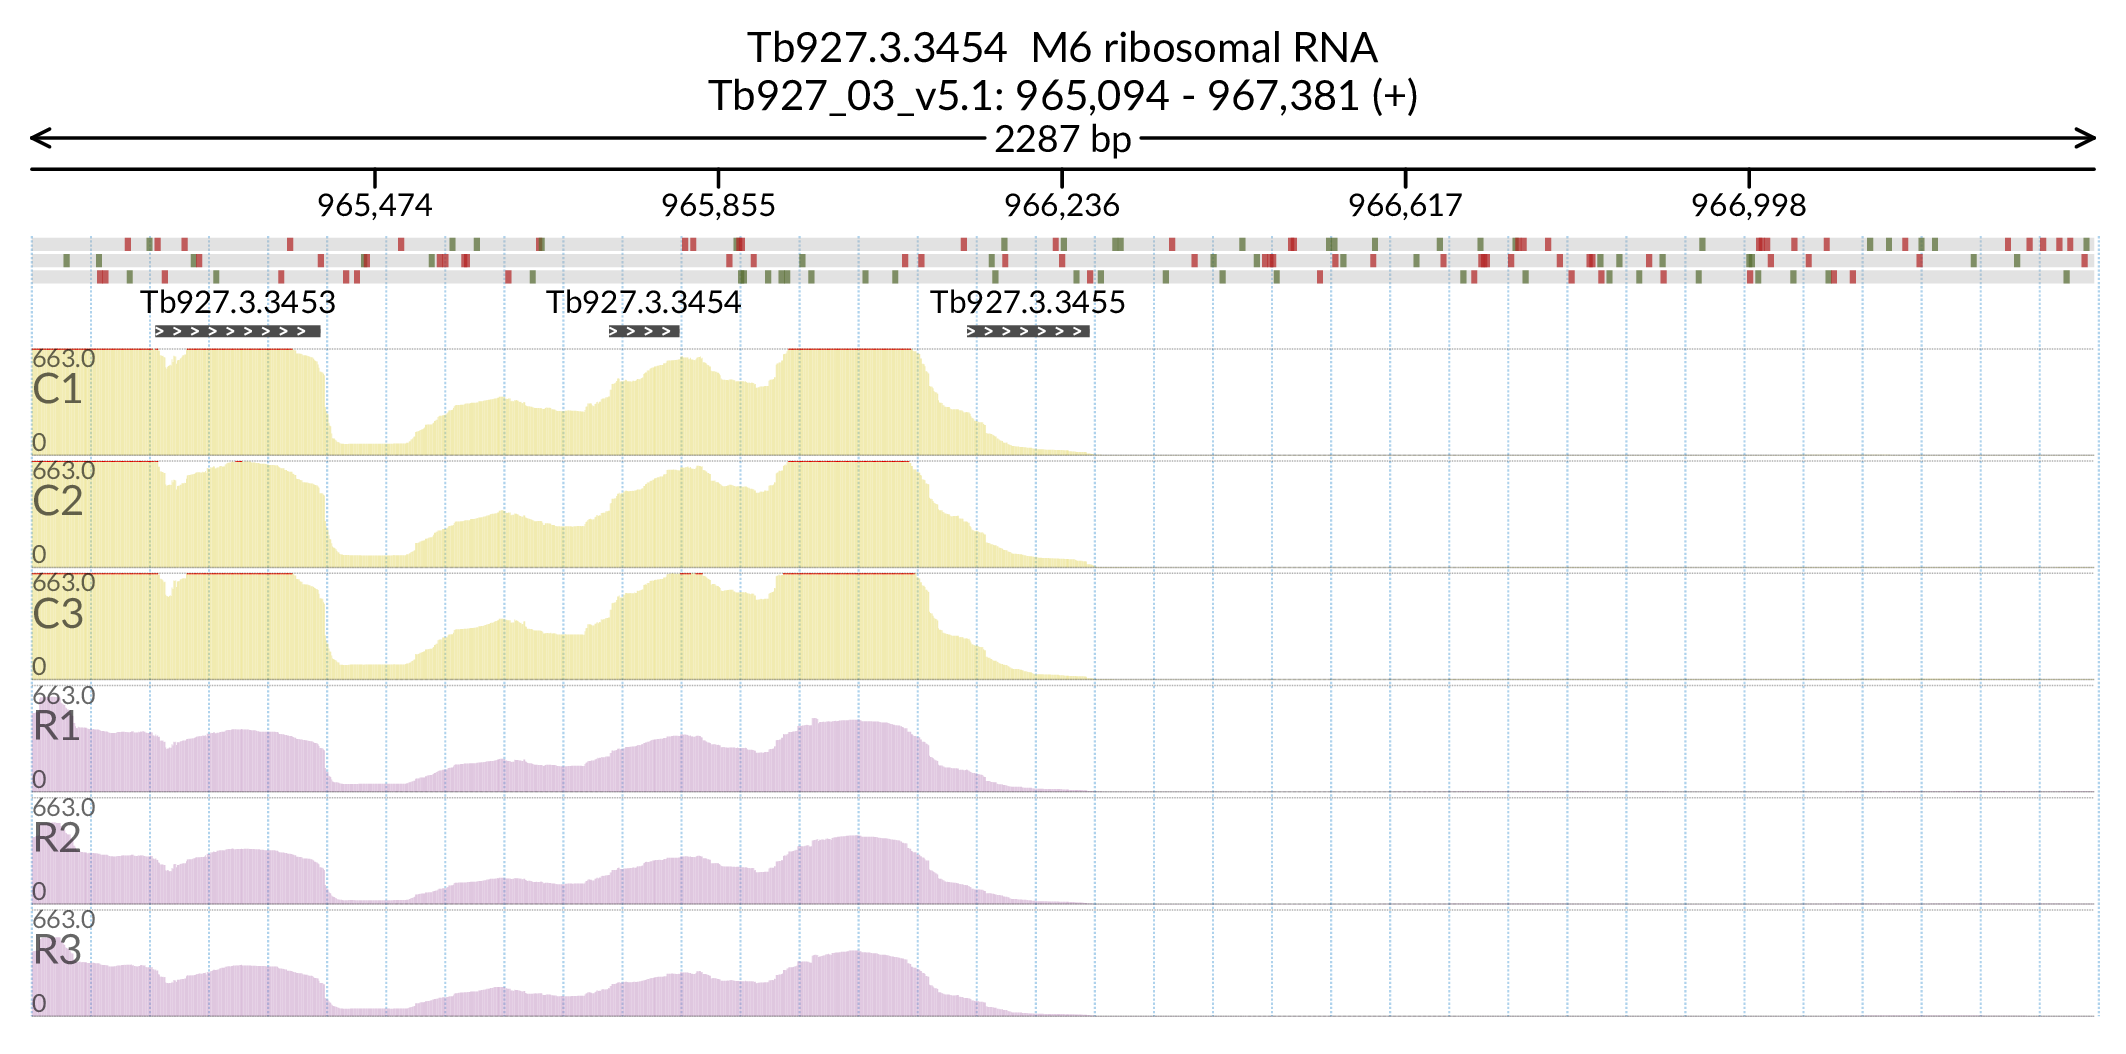 Tb927.3.3454  M6 ribosomal RNA
Tb927_03_v5.1: 965,094 - 967,381 (+)
2287 bp
965,474 965,855 966,236 966,617 966,998
Tb927.3.3453 Tb927.3.3454 Tb927.3.3455
663.0
C1
0
663.0
C2
0
663.0
C3
0
663.0
R1
0
663.0
R2
0
663.0
R3
0